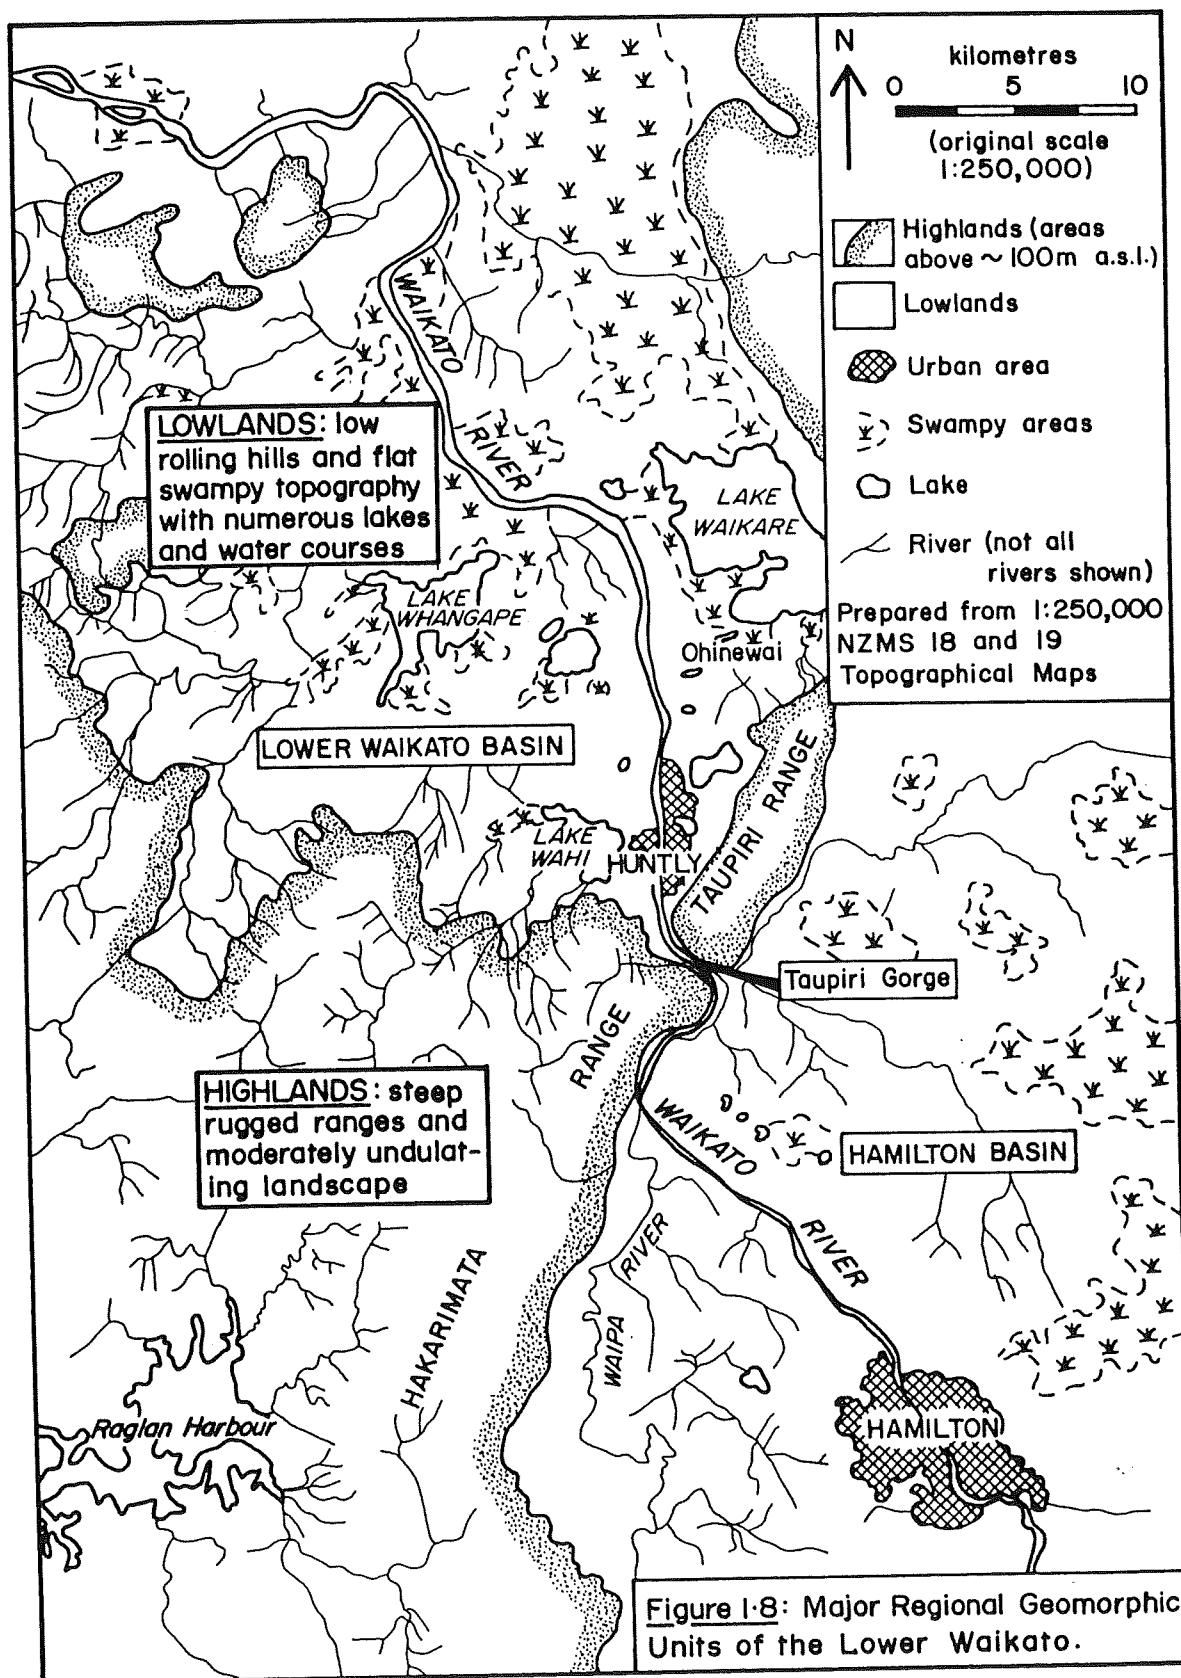 N
kilometres
0 5 10
(original scale
1:250,000)
Highlands (areas
above ~ 100m a.s.l.)
Lowlands
Urban area
Swampy areas
Lake
River (not all
rivers shown)
Prepared from 1:250,000
NZMS 18 and 19
Topographical Maps
WAIKATO
RIVER
LOWLANDS: low
rolling hills and flat
swampy topography
with numerous lakes
and water courses
LAKE
WAIKARE
LAKE
WHANGAPE
Ohinewai
LOWER WAIKATO BASIN
TAUPIRI RANGE
LAKE
WAHI
HUNTLY
Taupiri Gorge
HIGHLANDS: steep
rugged ranges and
moderately undulat-
ing landscape
HAKARIMATA
RANGE
WAIKATO
RIVER
HAMILTON BASIN
WAIPA
RIVER
Raglan Harbour
HAMILTON
Figure 1·8: Major Regional Geomorphic
Units of the Lower Waikato.